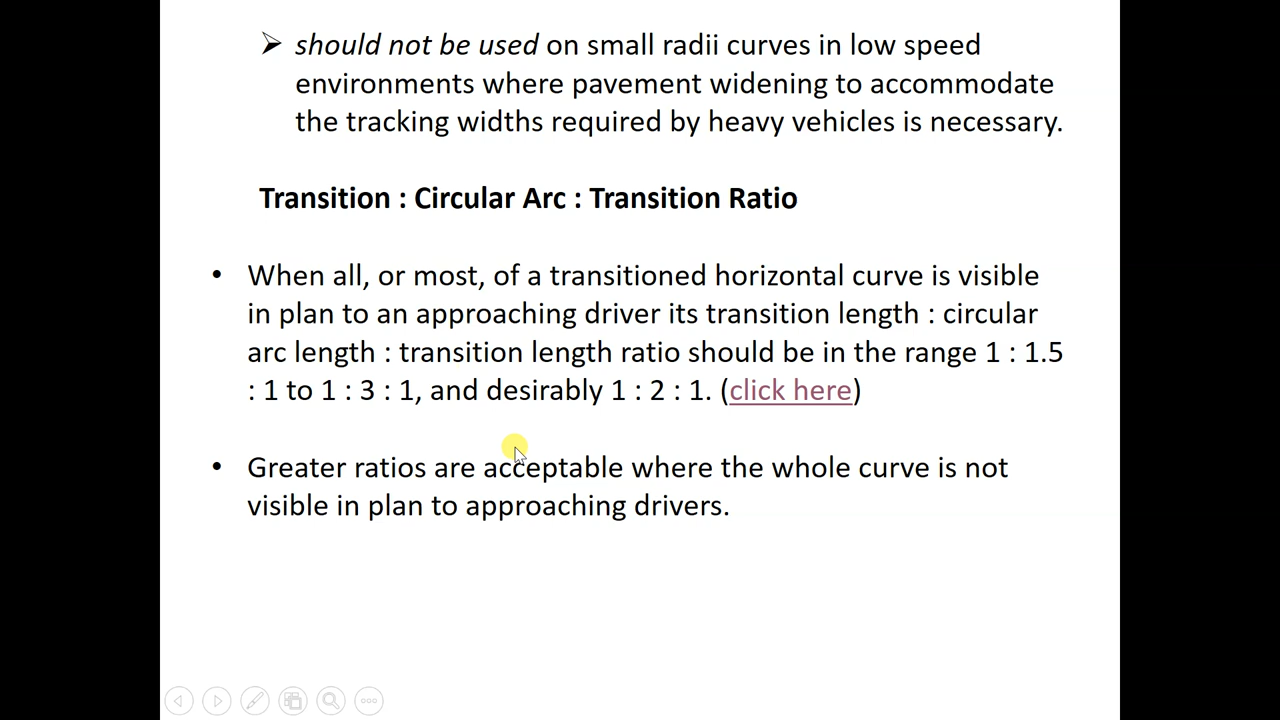 ➢ should not be used on small radii curves in low speed
environments where pavement widening to accommodate
the tracking widths required by heavy vehicles is necessary.
Transition : Circular Arc : Transition Ratio
• When all, or most, of a transitioned horizontal curve is visible
in plan to an approaching driver its transition length : circular
arc length : transition length ratio should be in the range 1 : 1.5
: 1 to 1 : 3 : 1, and desirably 1 : 2 : 1. (click here)
• Greater ratios are acceptable where the whole curve is not
visible in plan to approaching drivers.